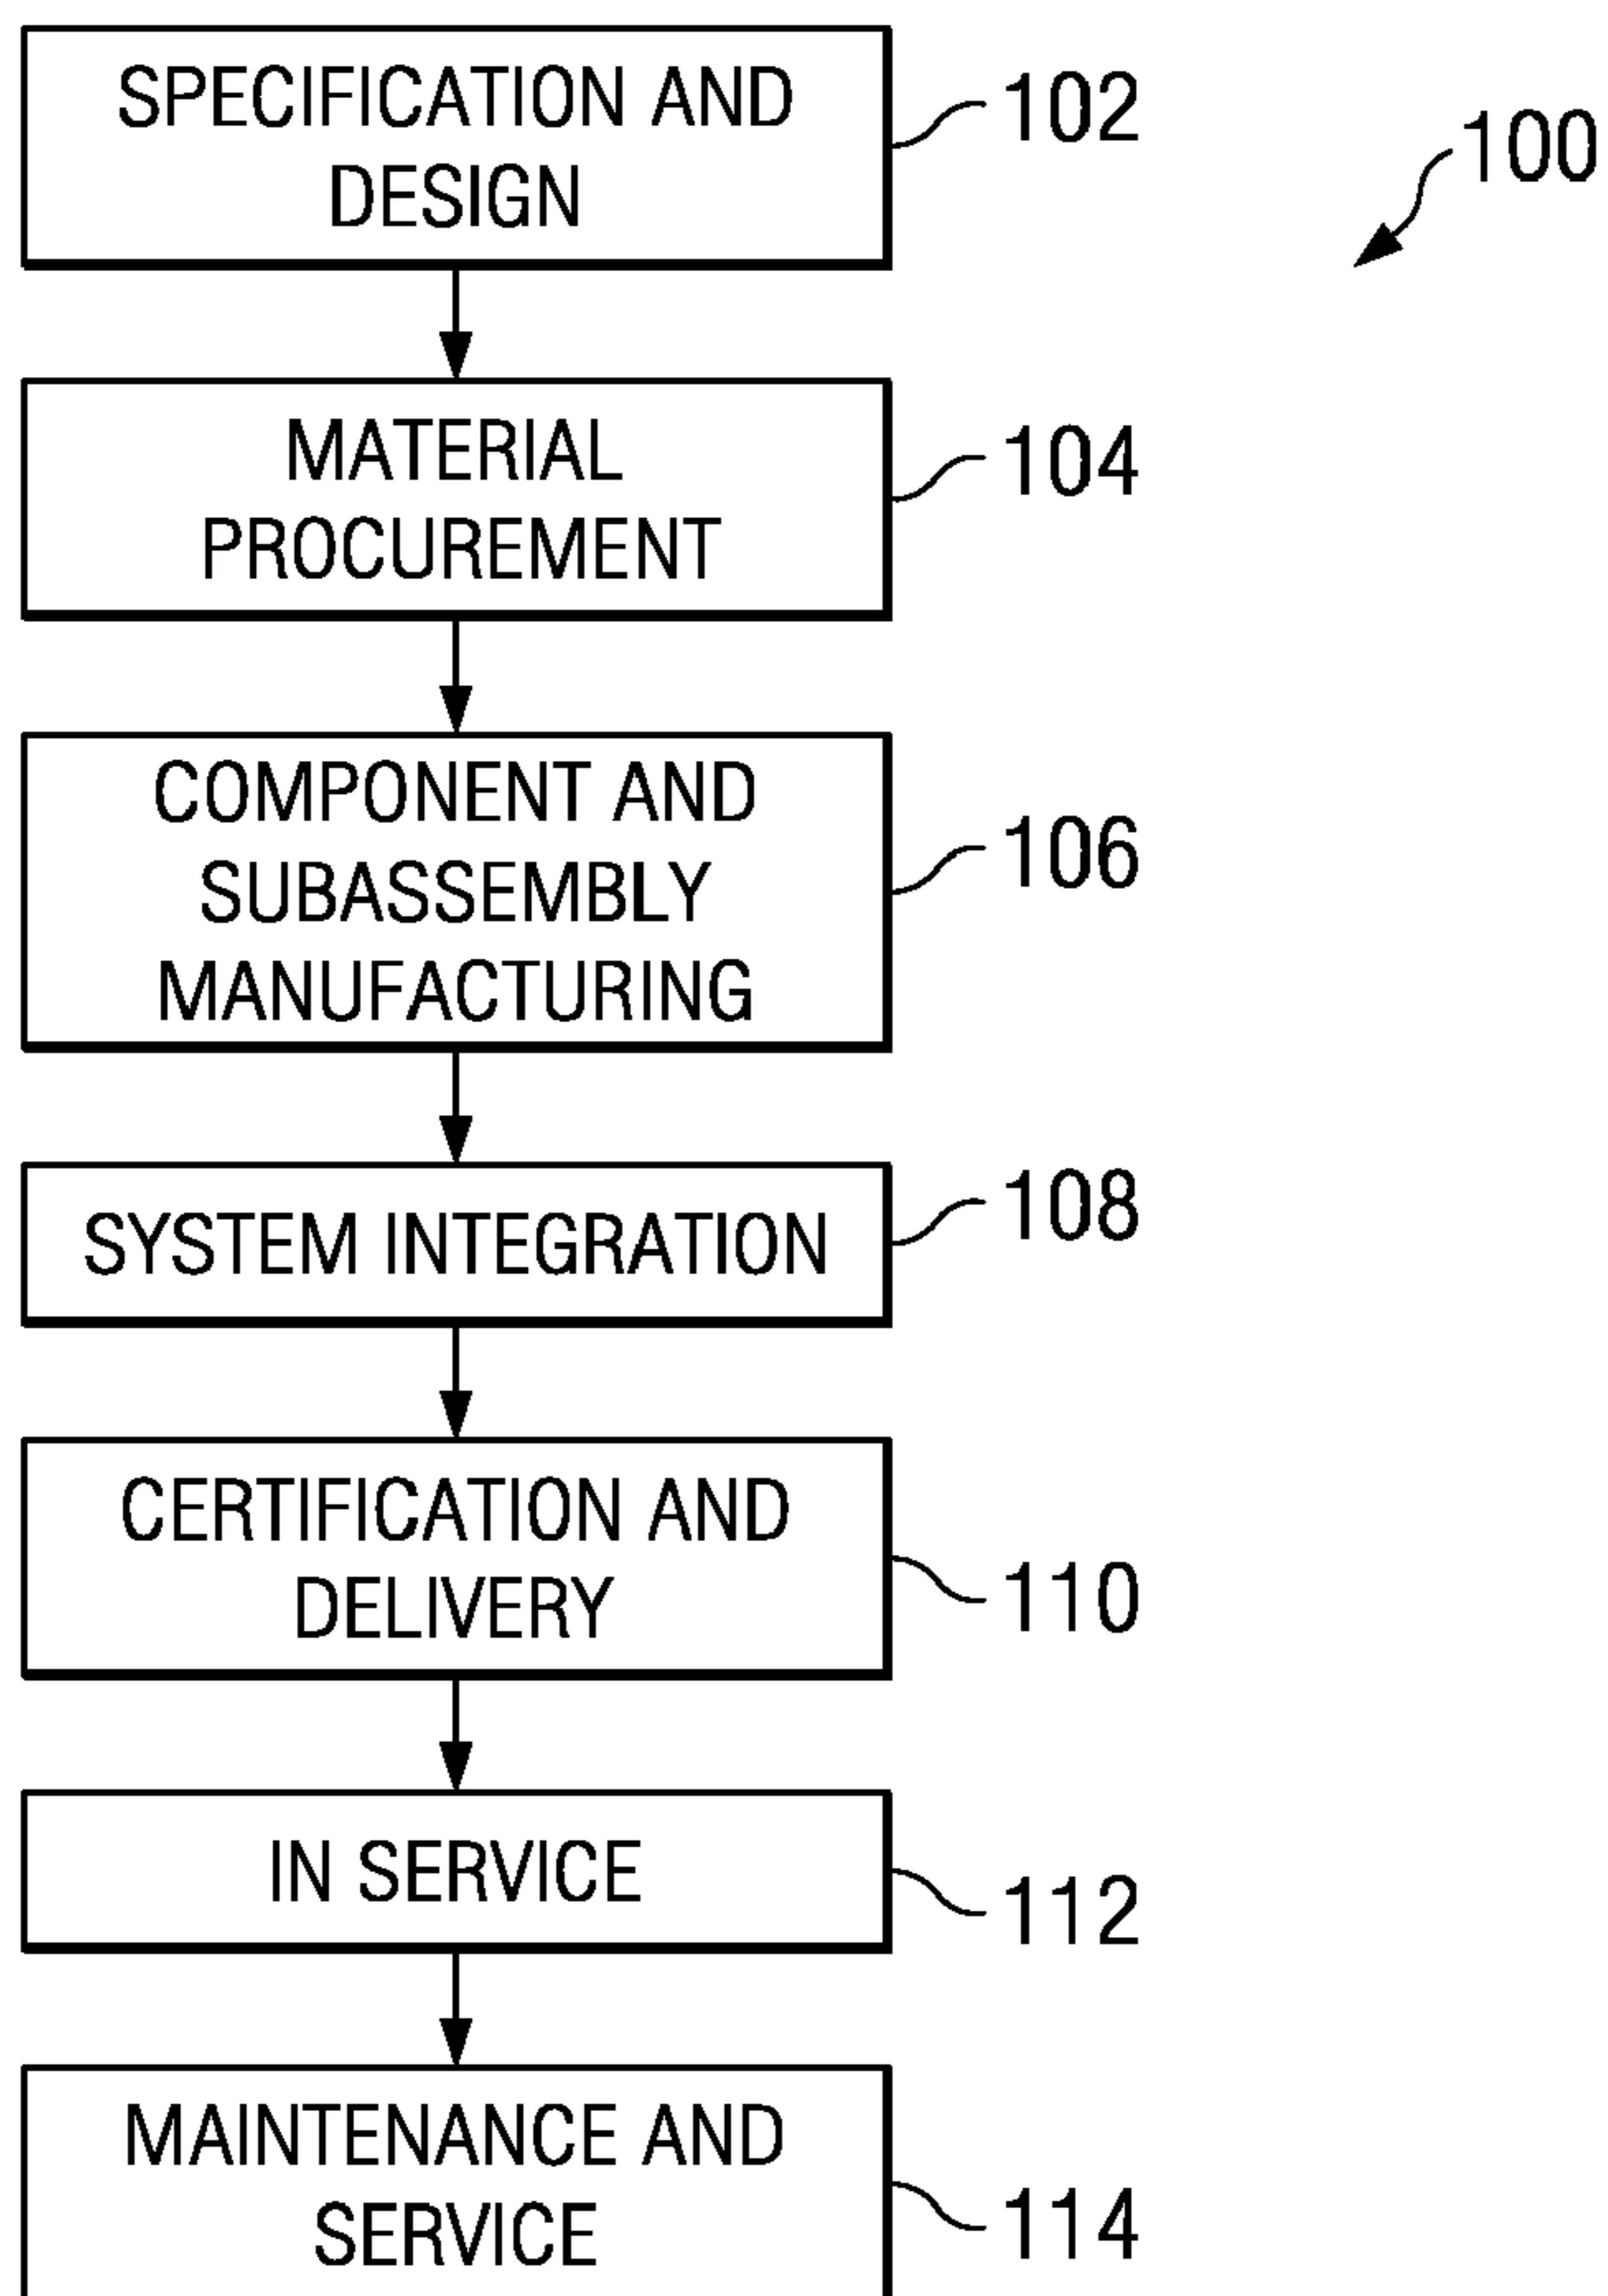 SPECIFICATION AND
DESIGN
102
100
MATERIAL
PROCUREMENT
104
COMPONENT AND
SUBASSEMBLY
MANUFACTURING
106
SYSTEM INTEGRATION
108
CERTIFICATION AND
DELIVERY
110
IN SERVICE
112
MAINTENANCE AND
SERVICE
114